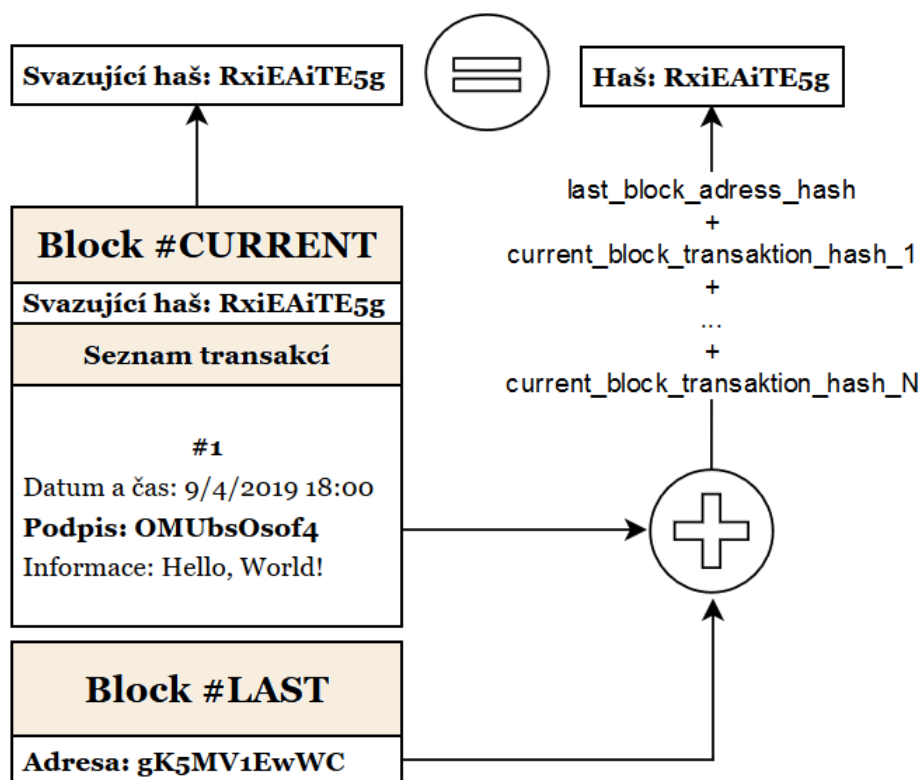 Svazující haš: RxiEAiTE5g
Haš: RxiEAiTE5g
last_block_adress_hash
+
current_block_transaktion_hash_1
+
...
+
current_block_transaktion_hash_N
Block #CURRENT
Svazující haš: RxiEAiTE5g
Seznam transakcí
#1
Datum a čas: 9/4/2019 18:00
Podpis: OMUbsOsof4
Informace: Hello, World!
Block #LAST
Adresa: gK5MV1EwWC